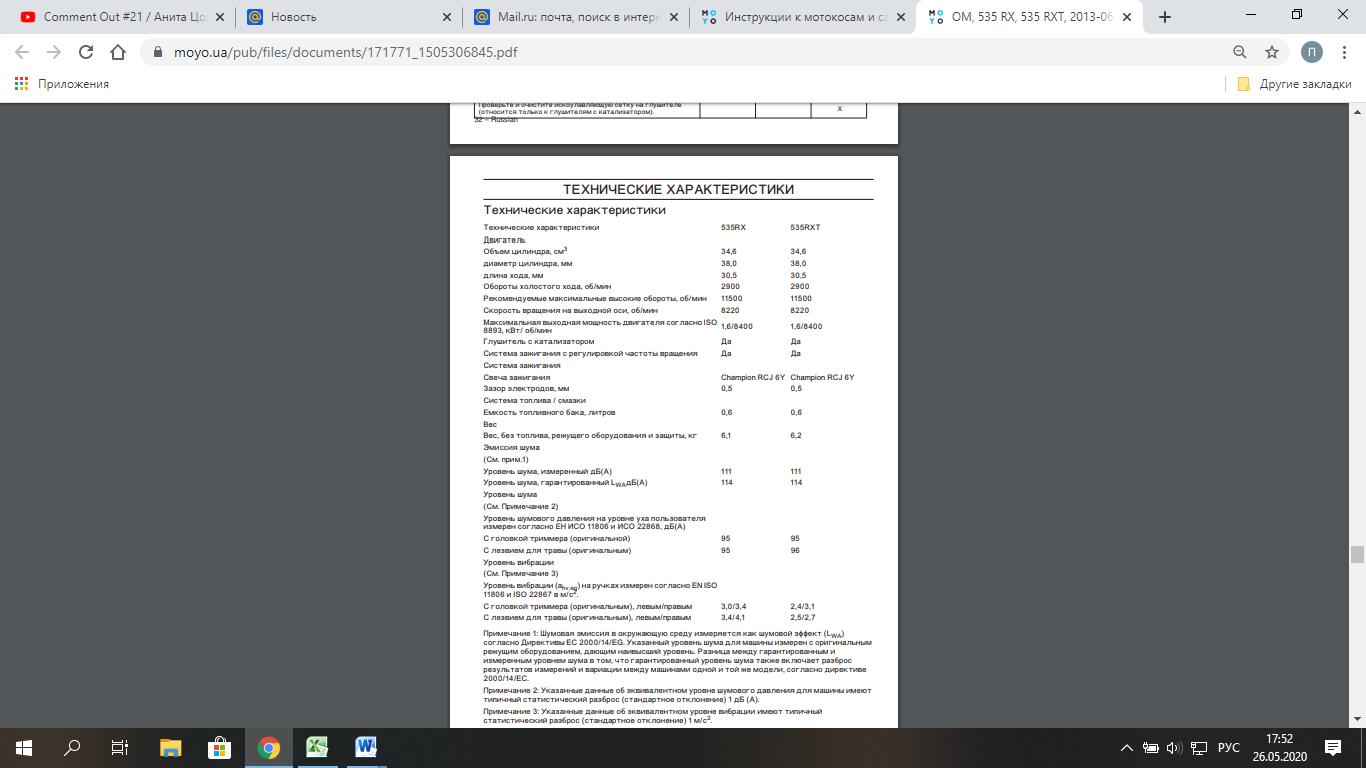 Comment Out #21 / Анита Цо
Новость
Mail.ru: почта, поиск в интерн
Инструкции к мотокосам и са
OM, 535 RX, 535 RXT, 2013-06
moyo.ua/pub/files/documents/171771_1505306845.pdf
П
Приложения
Другие закладки
Проверьте и очистите искоулавляющую сетку на глушителе
(относится только к глушителям с катализатором).
X
32 – Russian
ТЕХНИЧЕСКИЕ ХАРАКТЕРИСТИКИ
Технические характеристики
Технические характеристики 535RX 535RXT
Двигатель
Объем цилиндра, см3 34,6 34,6
диаметр цилиндра, мм 38,0 38,0
длина хода, мм 30,5 30,5
Обороты холостого хода, об/мин 2900 2900
Рекомендуемые максимальные высокие обороты, об/мин 11500 11500
Скорость вращения на выходной оси, об/мин 8220 8220
Максимальная выходная мощность двигателя согласно ISO
8893, кВт/ об/мин 1,6/8400 1,6/8400
Глушитель с катализатором Да Да
Система зажигания с регулировкой частоты вращения Да Да
Система зажигания
Свеча зажигания Champion RCJ 6Y Champion RCJ 6Y
Зазор электродов, мм 0,5 0,5
Система топлива / смазки
Емкость топливного бака, литров 0,6 0,6
Вес
Вес, без топлива, режущего оборудования и защиты, кг 6,1 6,2
Эмиссия шума
(См. прим.1)
Уровень шума, измеренный дБ(А) 111 111
Уровень шума, гарантированный LWAдБ(А) 114 114
Уровень шума
(См. Примечание 2)
Уровень шумового давления на уровне уха пользователя
измерен согласно ЕН ИСО 11806 и ИСО 22868, дБ(А)
С головкой триммера (оригинальной) 95 95
С лезвием для травы (оригинальным) 95 96
Уровень вибрации
(См. Примечание 3)
Уровень вибрации (ahv,eq) на ручках измерен согласно EN ISO
11806 и ISO 22867 в м/с2.
С головкой триммера (оригинальным), левым/правым 3,0/3,4 2,4/3,1
С лезвием для травы (оригинальным), левым/правым 3,4/4,1 2,5/2,7
Примечание 1: Шумовая эмиссия в окружающую среду измеряется как шумовой эффект (LWA)
согласно Директивы ЕС 2000/14/EG. Указанный уровень шума для машины измерен с оригинальным
режущим оборудованием, дающим наивысший уровень. Разница между гарантированным и
измеренным уровнем шума в том, что гарантированный уровень шума также включает разброс
результатов измерений и вариации между машинами одной и той же модели, согласно директиве
2000/14/EC.
Примечание 2: Указанные данные об эквивалентном уровне шумового давления для машины имеют
типичный статистический разброс (стандартное отклонение) 1 дБ (А).
Примечание 3: Указанные данные об эквивалентном уровне вибрации имеют типичный
статистический разброс (стандартное отклонение) 1 м/с2.
РУС
17:52
26.05.2020